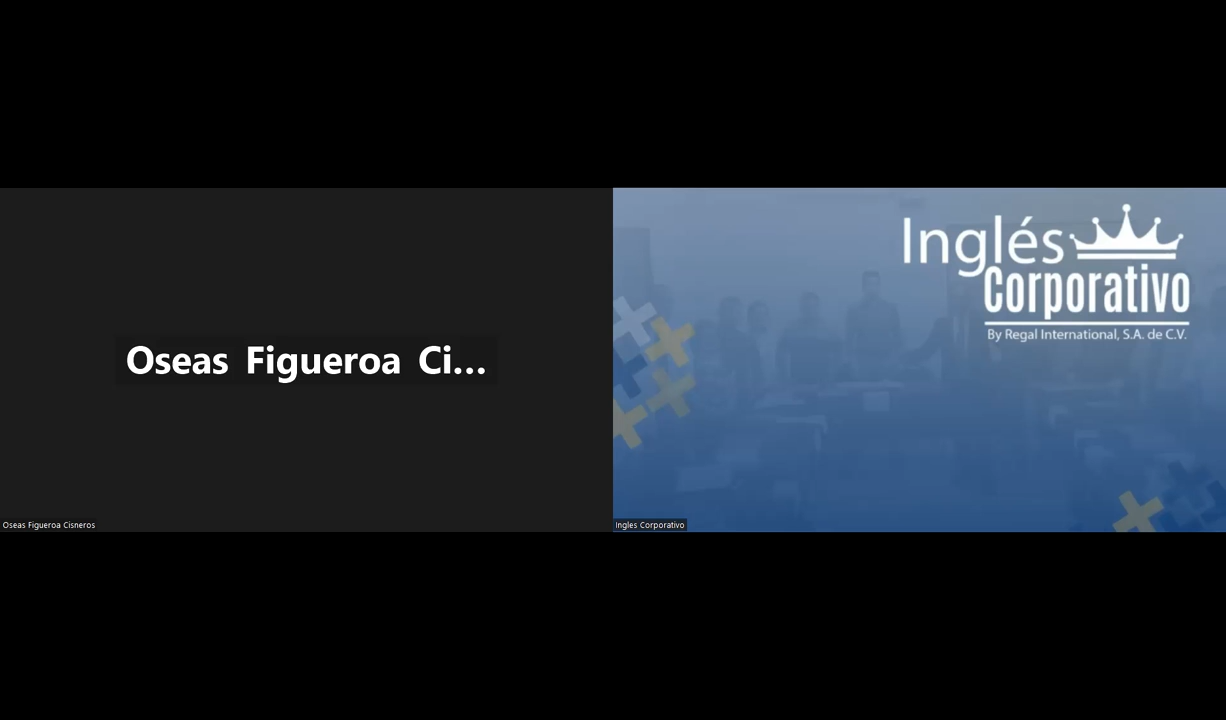 Oseas Figueroa Ci...
Oseas Figueroa Cisneros
Inglés
Corporativo
By Regal International, S.A. de C.V.
Ingles Corporativo